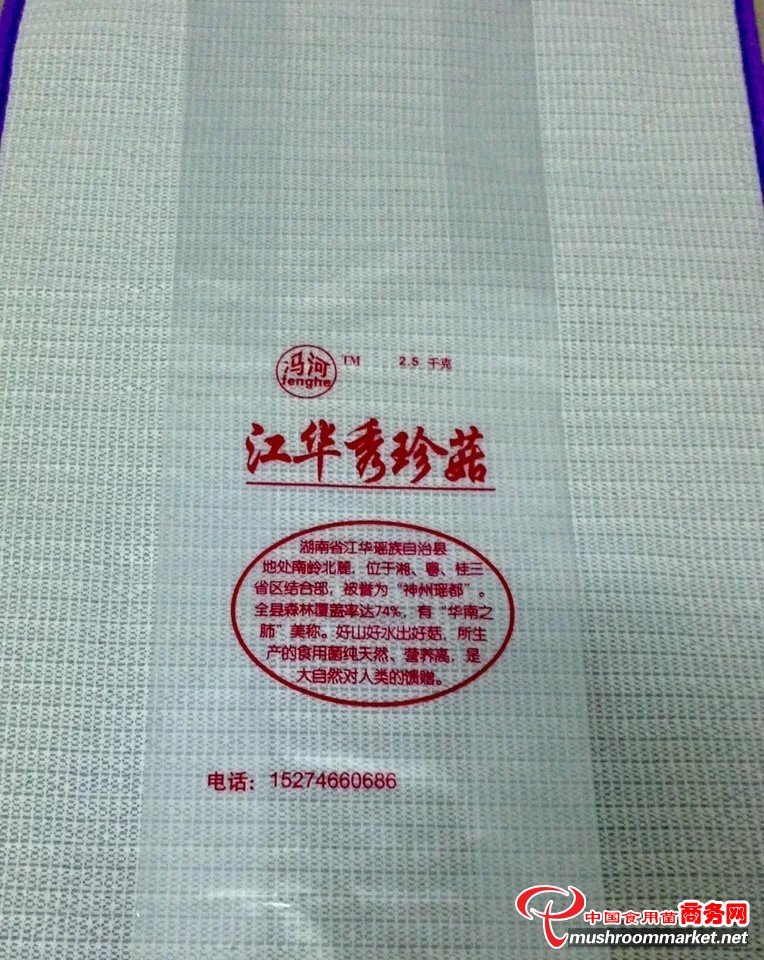 冯河 TM 2.5 千克
fenghe
江华秀珍菇
湖南省江华瑶族自治县
地处南岭北麓，位于湘、粤、桂三
省区结合部，被誉为“神州瑶都”。
全县森林覆盖率达74%，有“华南之
肺”美称。好山好水出好菇，所生
产的食用菌纯天然、营养高，是
大自然对人类的馈赠。
电话：15274660686
中国食用菌商务网
mushroommarket.net